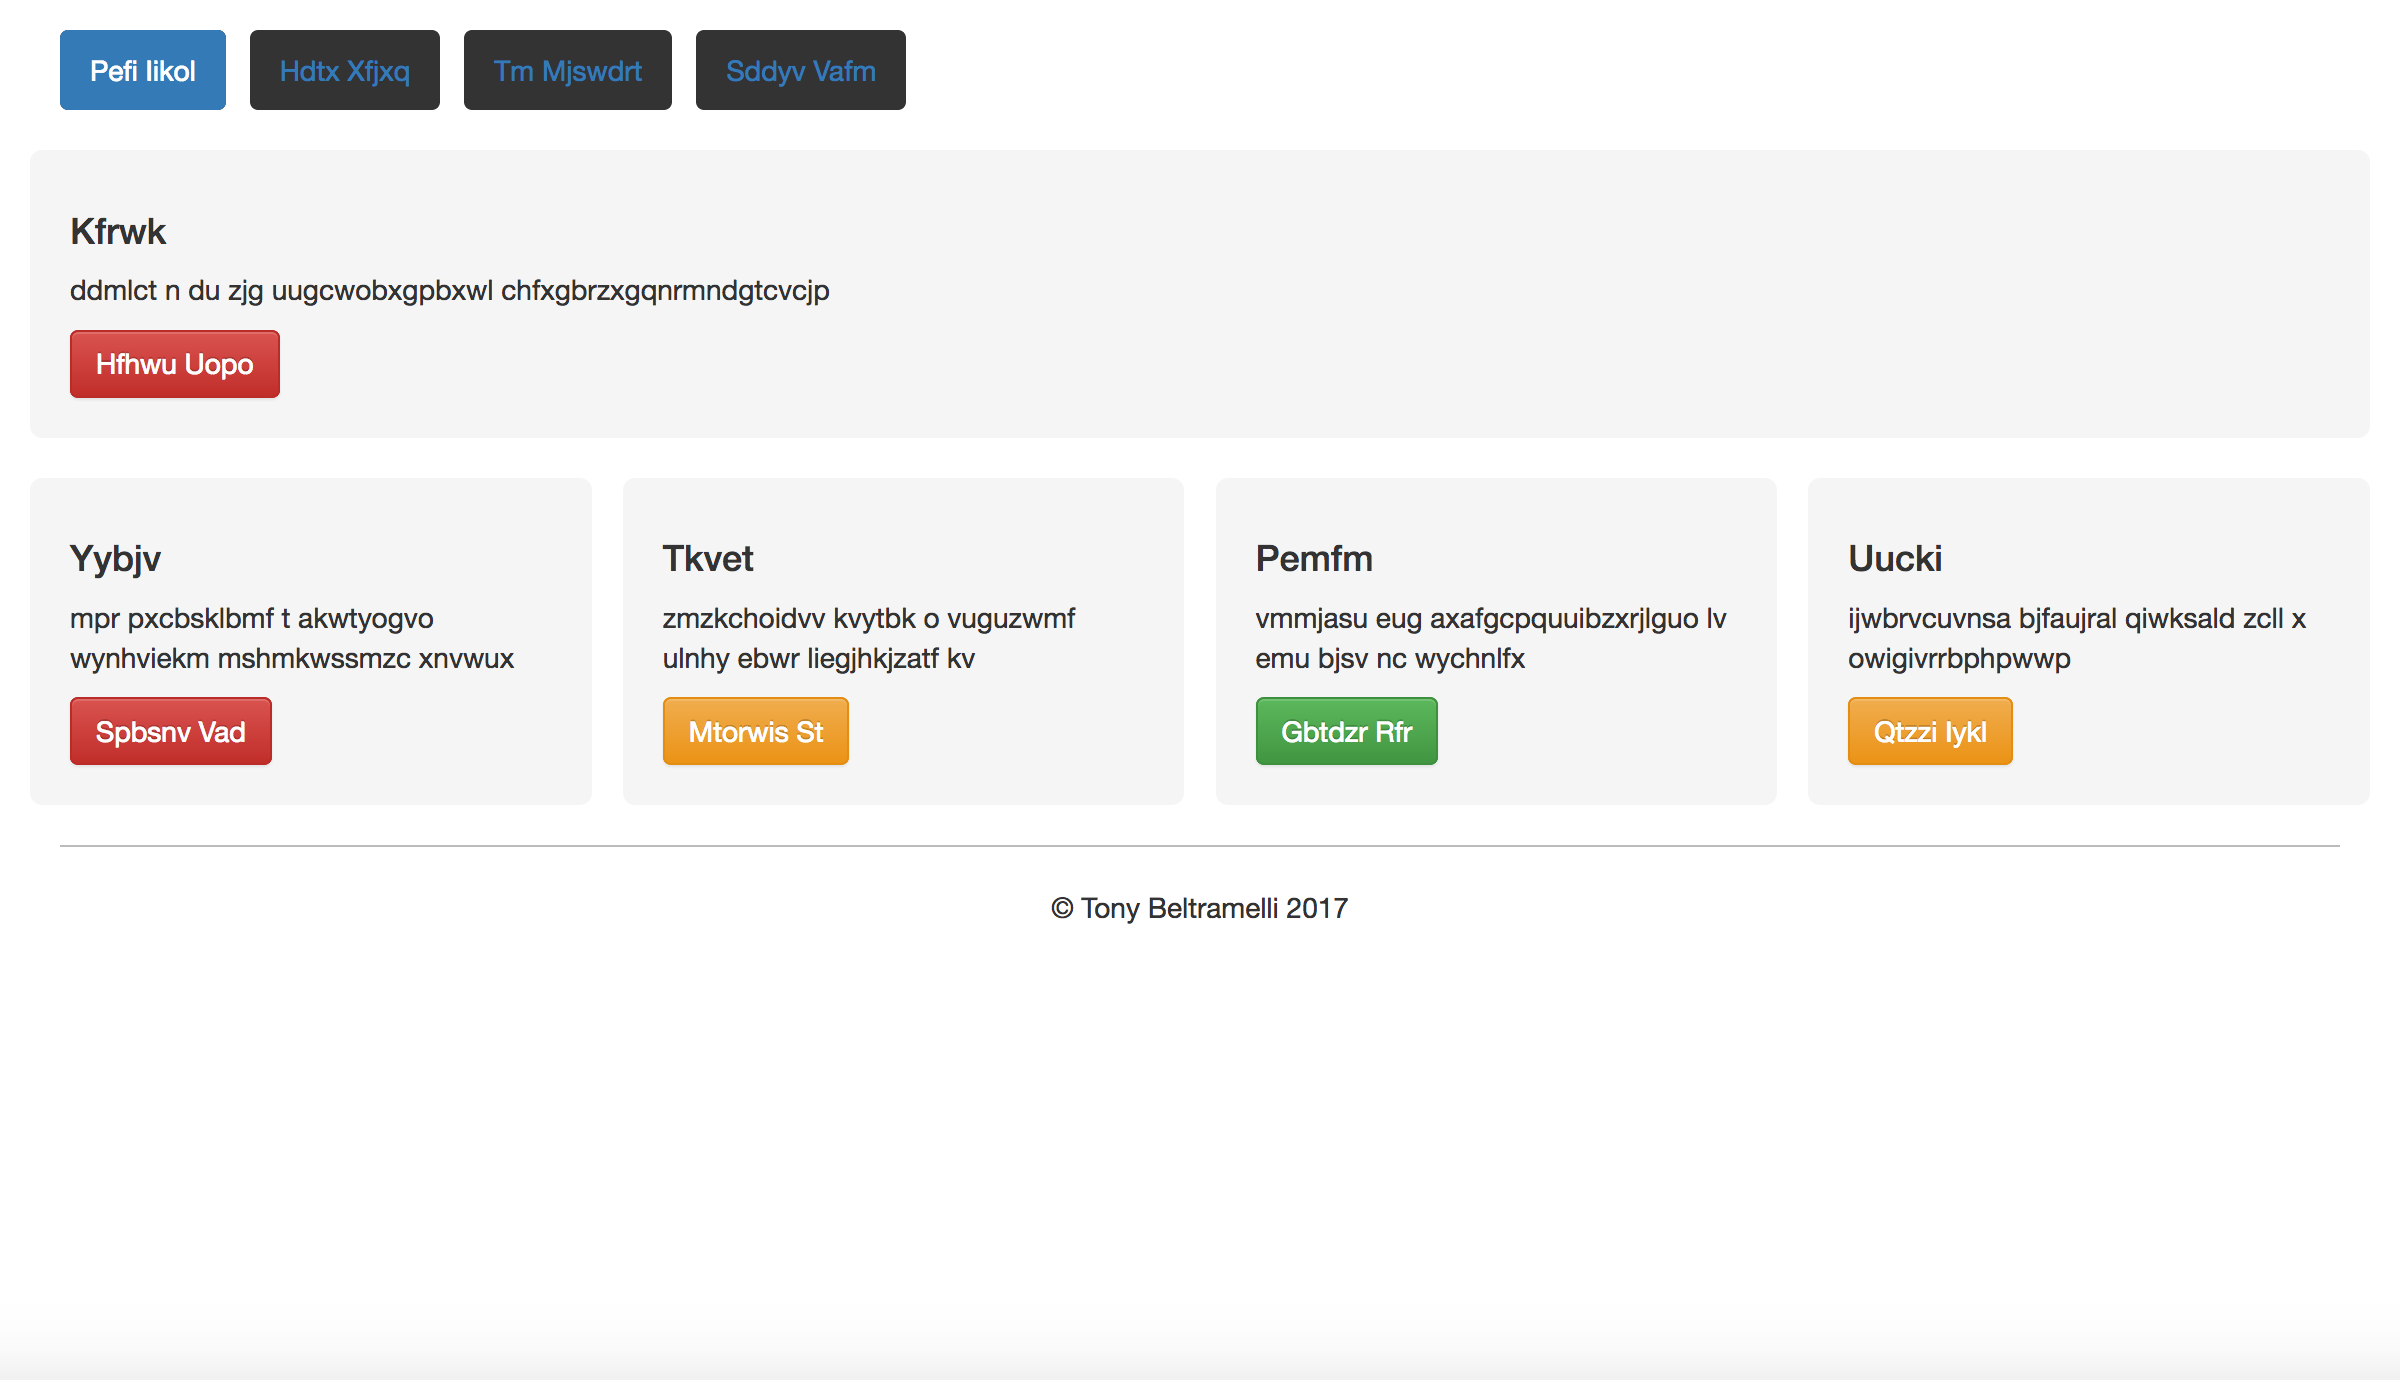 Pefi Iikol
Hdtx Xfjxq
Tm Mjswdrt
Sddyv Vafm
Kfrwk
ddmlct n du zjg uugcwobxgpbxwl chfxgbrzxgqnrmndgtcvcjp
Hfhwu Uopo
Yybjv
mpr pxcbsklbmf t akwtyogvo
wynhviekm mshmkwssmzc xnvwux
Spbsnv Vad
Tkvet
zmzkchoidvv kvytbk o vuguzwmf
ulnhy ebwr liegjhkjzatf kv
Mtorwis St
Pemfm
vmmjasu eug axafgcpquuibzxrjlguo lv
emu bjsv nc wychnlfx
Gbtdzr Rfr
Uucki
ijwbrvcuvnsa bjfaujral qiwksald zcll x
owigivrrbphpwwp
Qtzzi Iykl
© Tony Beltramelli 2017